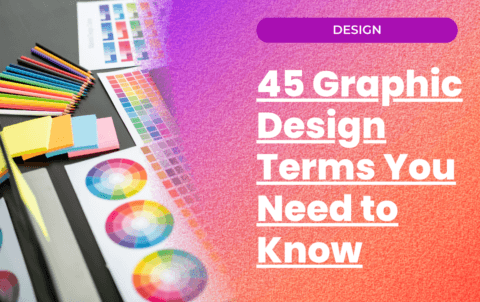 DESIGN
45 Graphic
Design
Terms You
Need to
Know